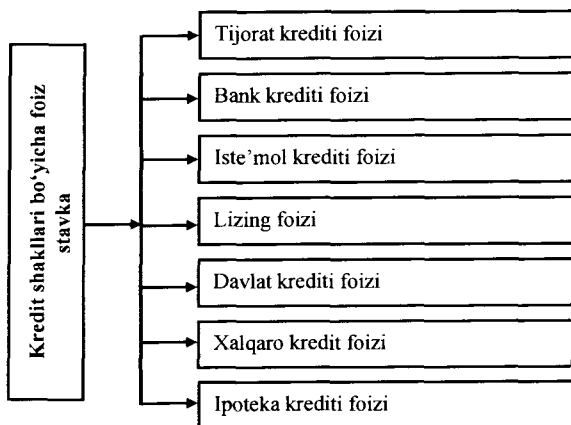 Kredit shakllari bo‘yicha foiz
stavka
Tijorat krediti foizi
Bank krediti foizi
Iste’mol krediti foizi
Lizing foizi
Davlat krediti foizi
Xalqaro kredit foizi
Ipoteka krediti foizi